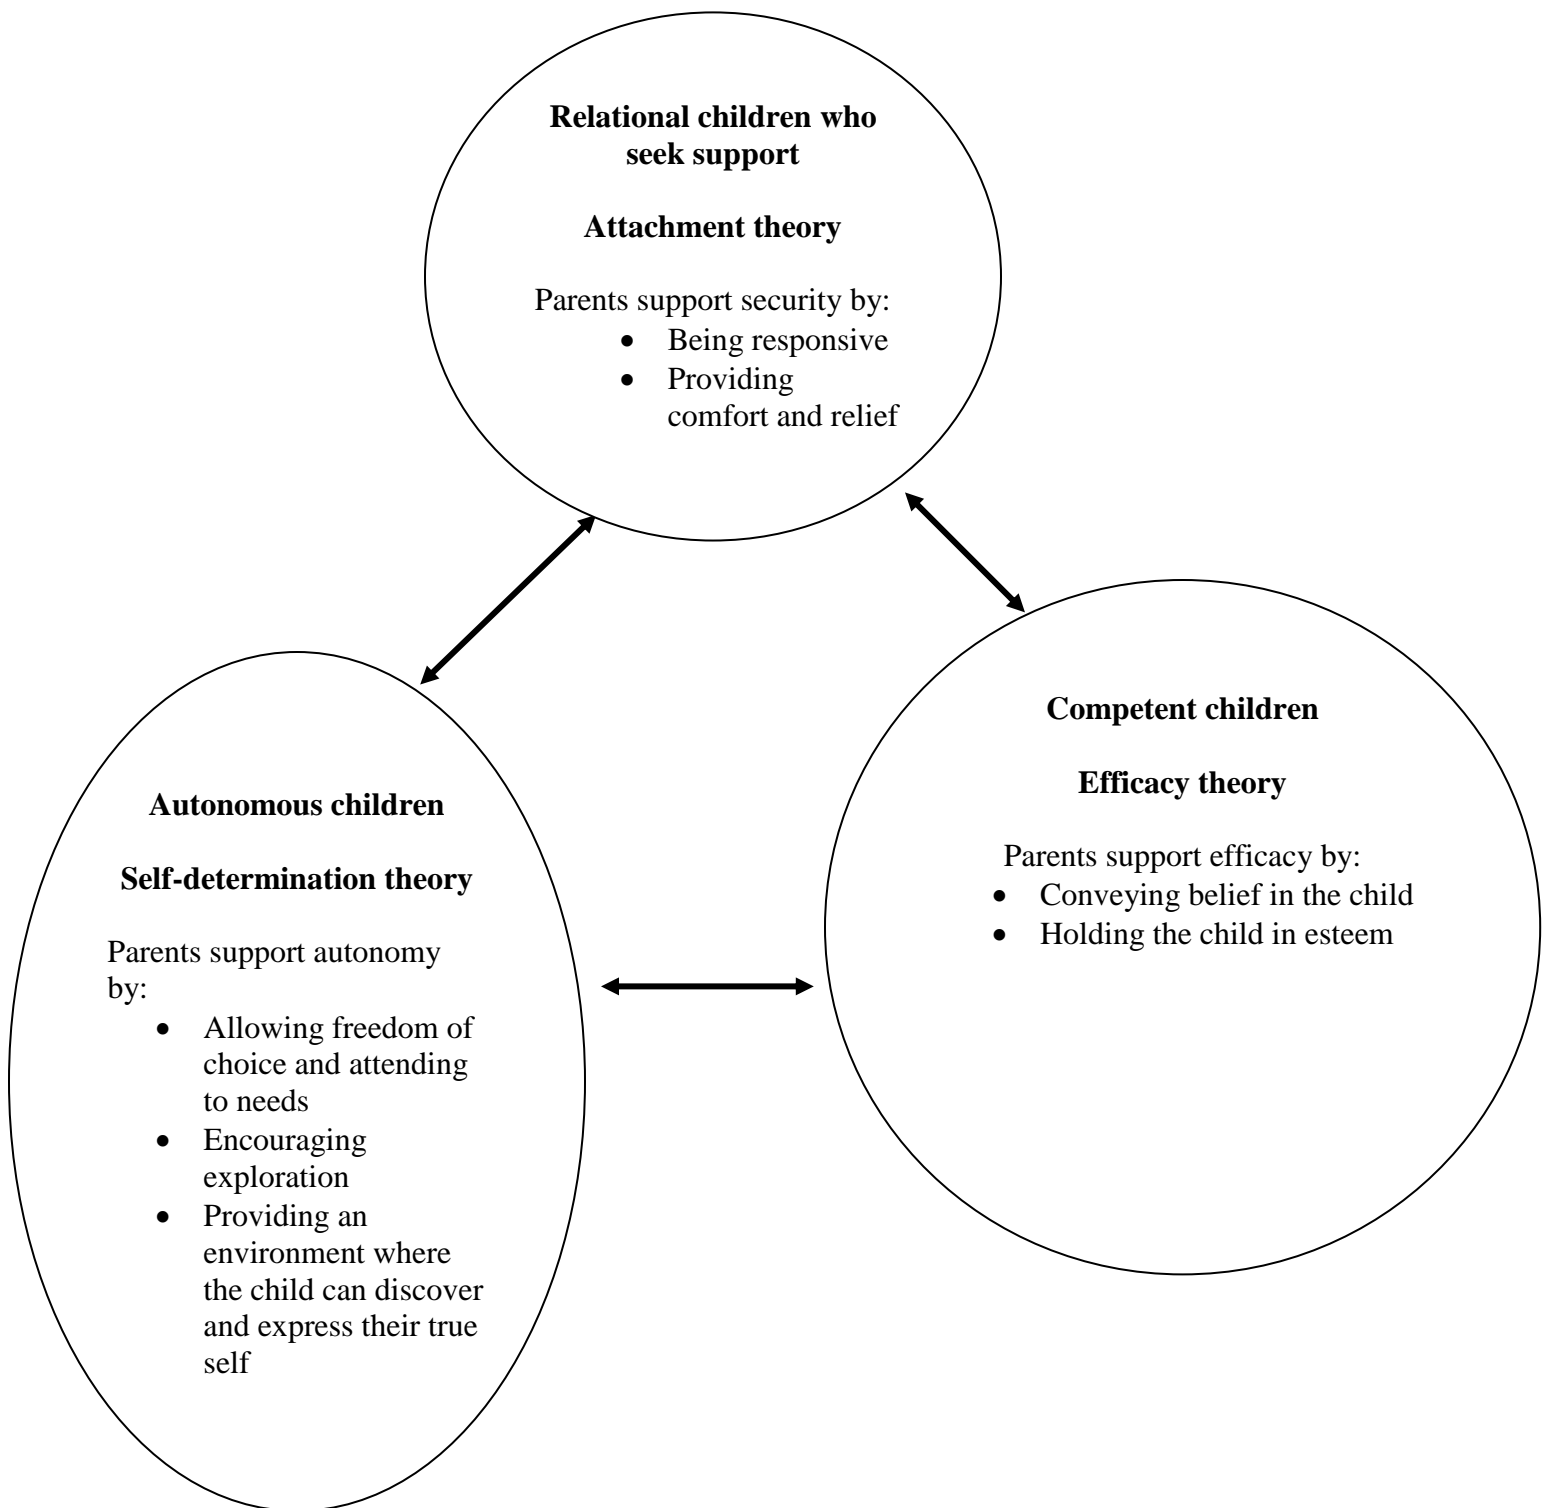 Relational children who
seek support
Attachment theory
Parents support security by:
• Being responsive
• Providing
comfort and relief
Competent children
Efficacy theory
Parents support efficacy by:
• Conveying belief in the child
• Holding the child in esteem
Autonomous children
Self-determination theory
Parents support autonomy
by:
• Allowing freedom of
choice and attending
to needs
• Encouraging
exploration
• Providing an
environment where
the child can discover
and express their true
self